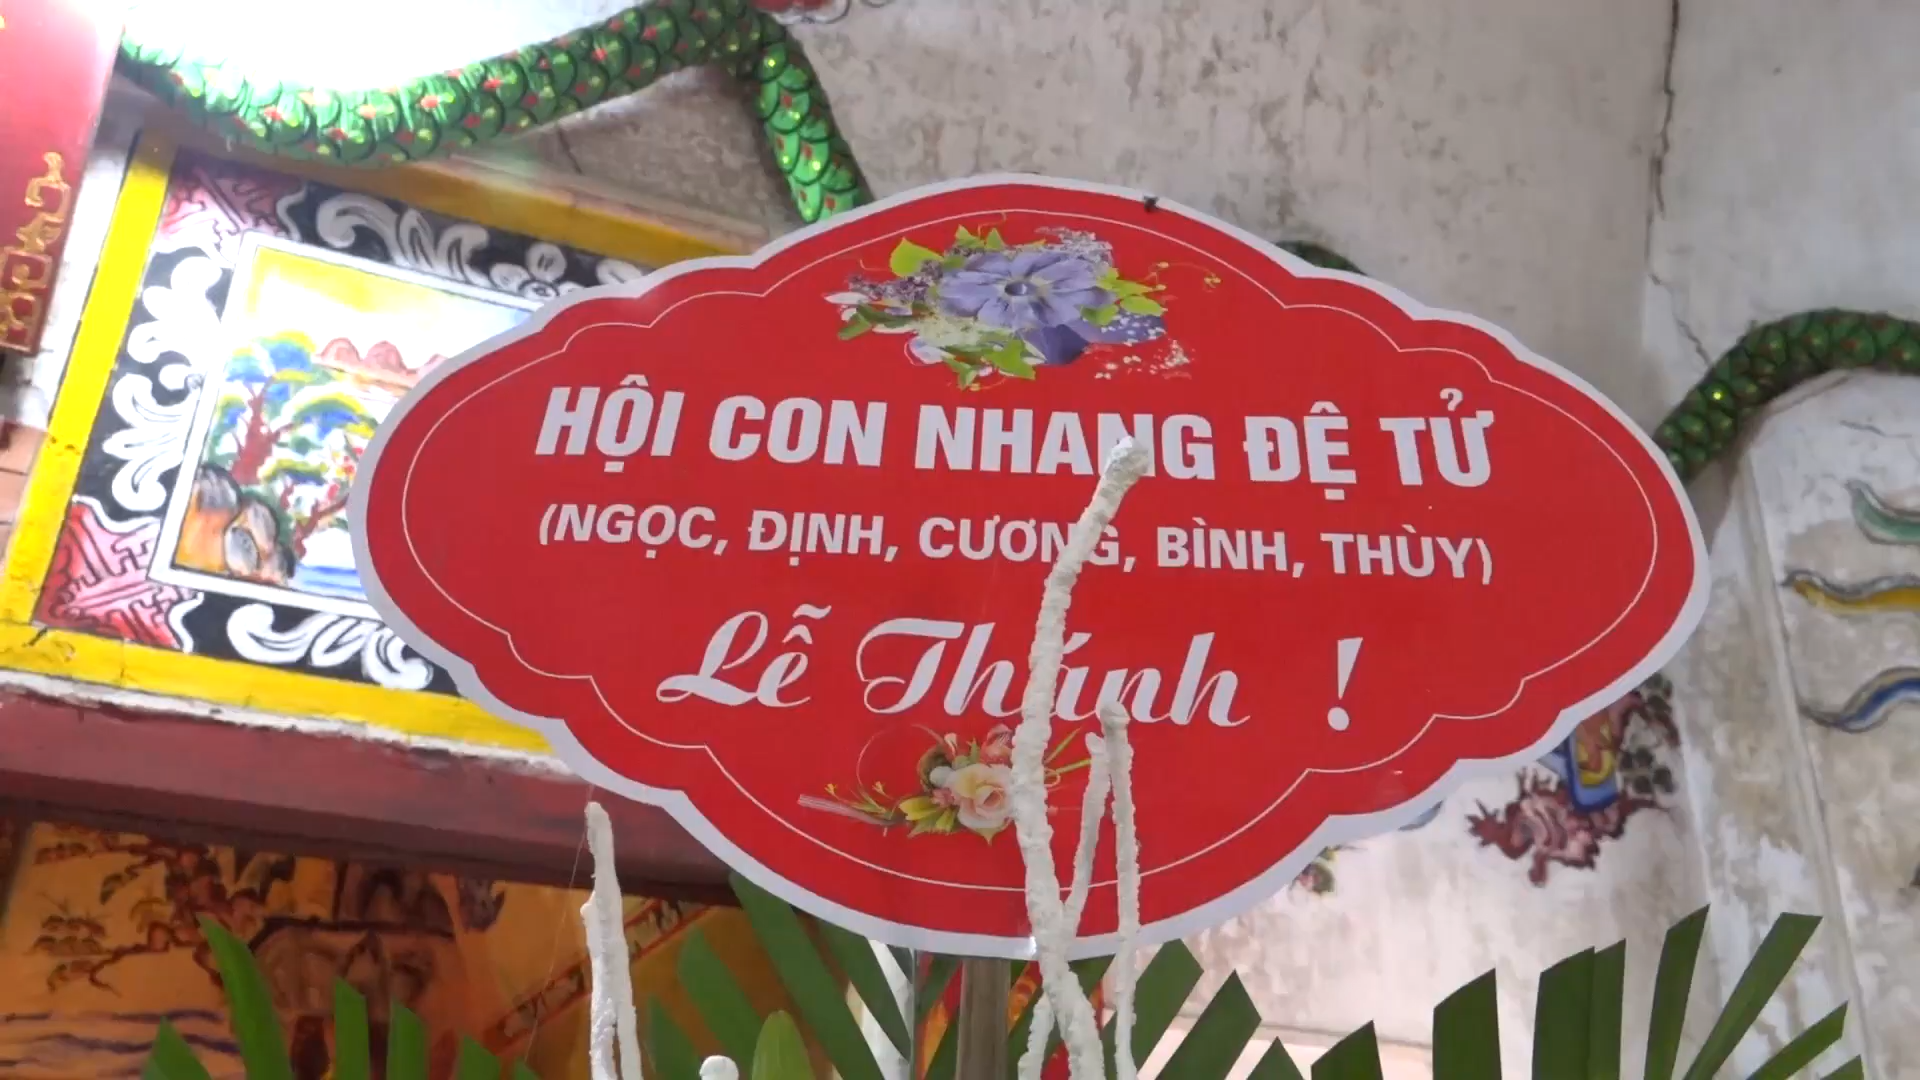 HỘI CON NHANG ĐỆ TỬ
(NGỌC, ĐỊNH, CƯƠNG, BÌNH, THÙY)
Lễ Thánh !